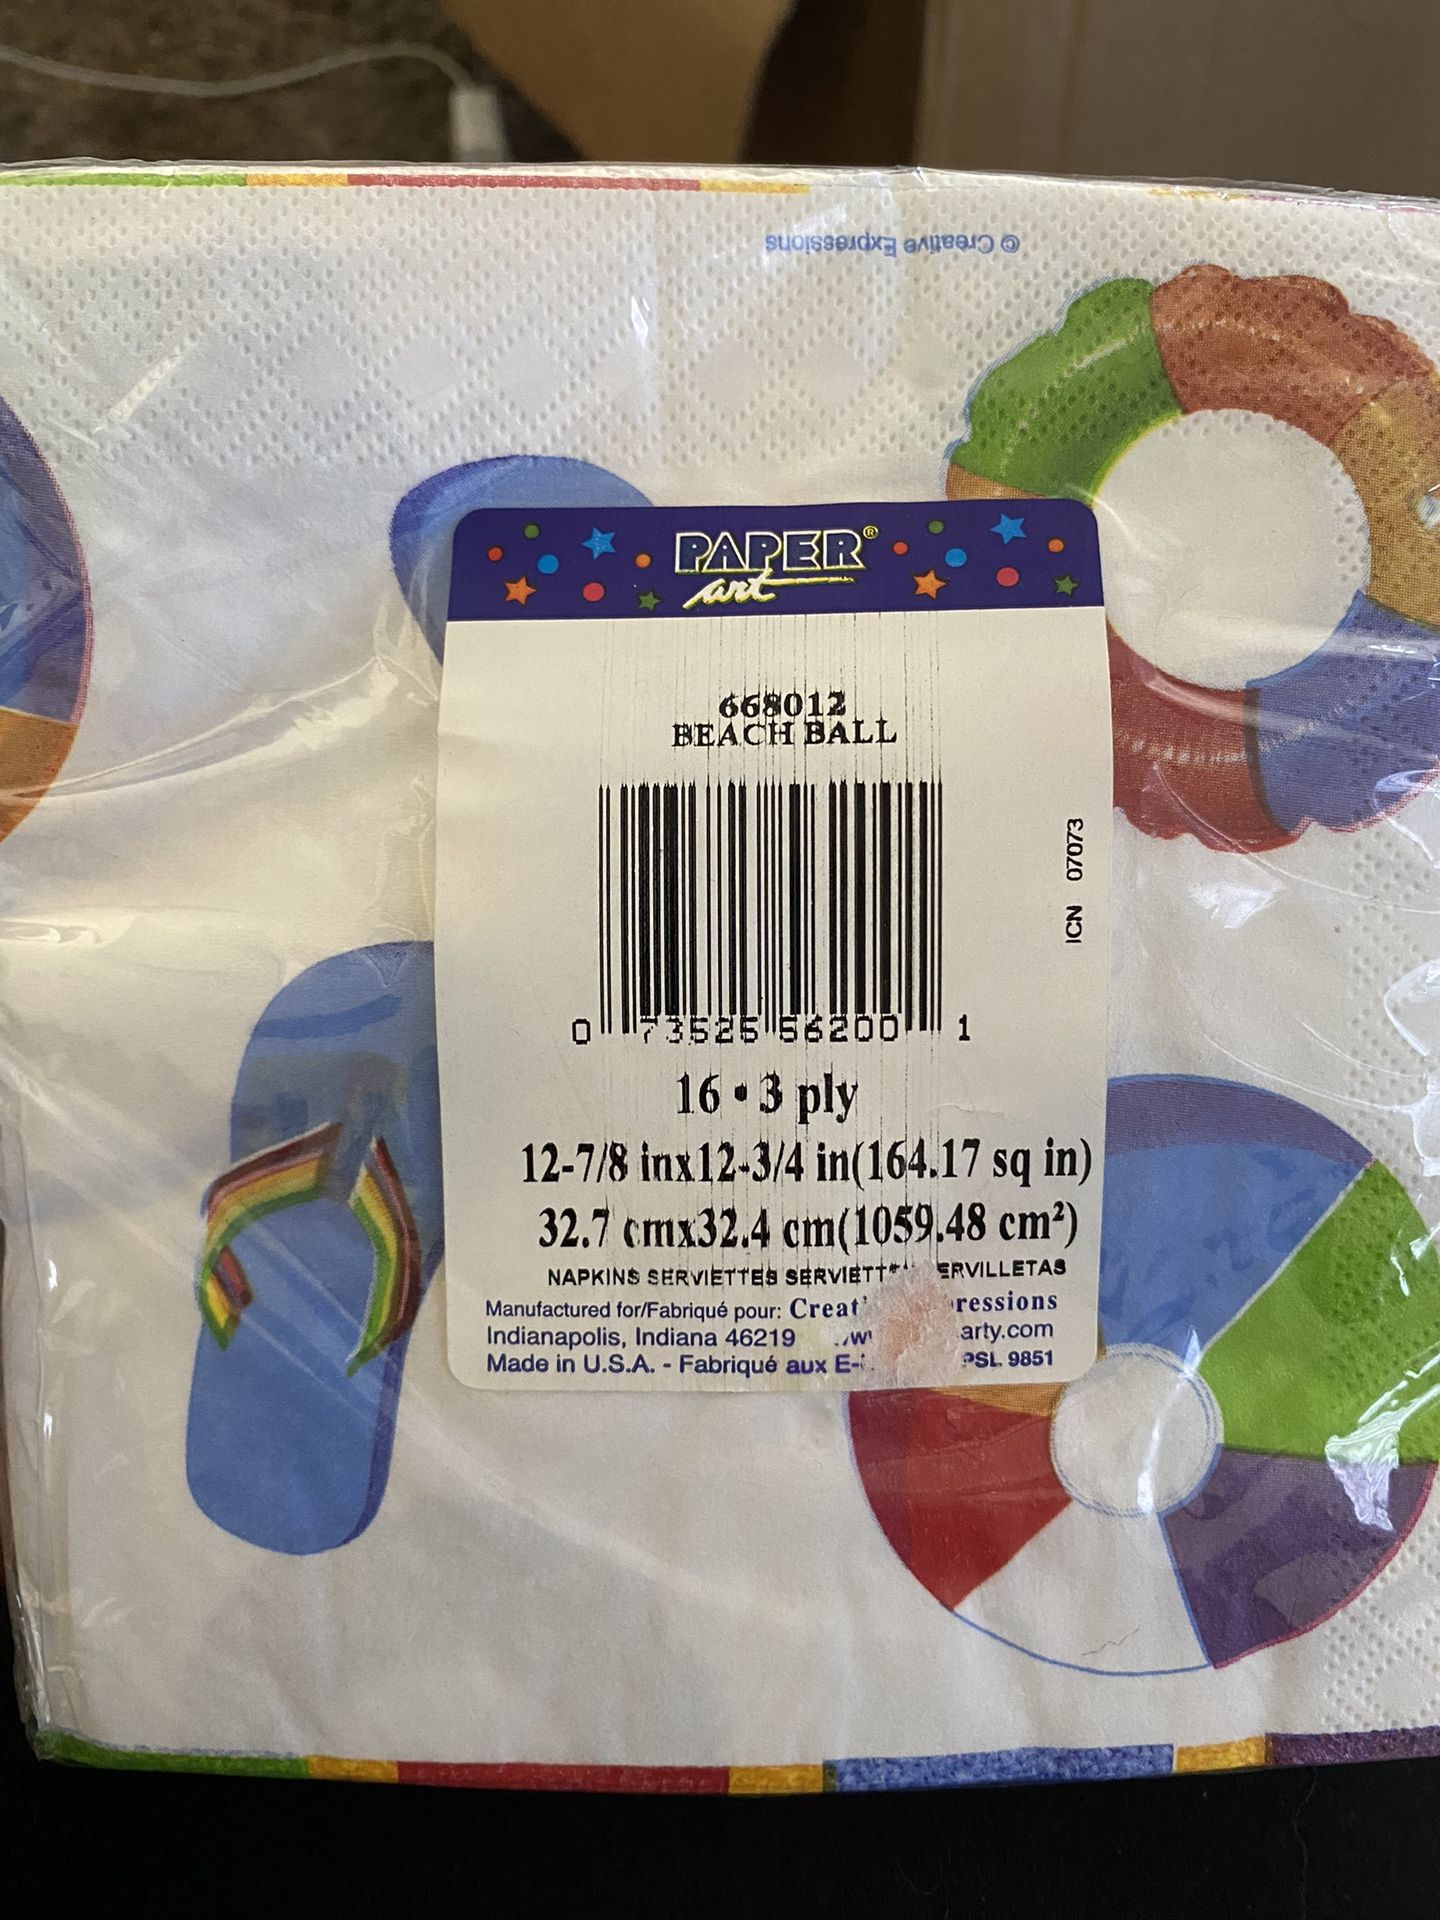 © Creative Expressions
PAPER®
art
668012
BEACH BALL
ICN 07073
0 73525 56200 1
16 • 3 ply
12-7/8 inx12-3/4 in(164.17 sq in)
32.7 cmx32.4 cm(1059.48 cm²)
NAPKINS SERVIETTES
Manufactured for/Fabriqué pour:
Indianapolis, Indiana 46219
Made in U.S.A. - Fabriqué aux 9851